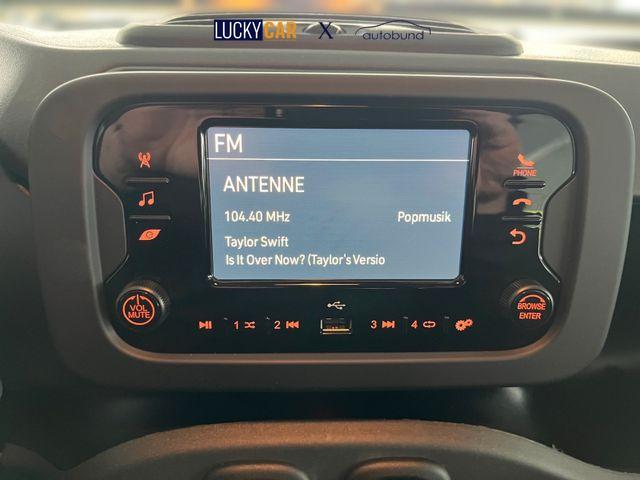 LUCKYCAR X autobund
FM
ANTENNE
104.40 MHz Popmusik
Taylor Swift
Is It Over Now? (Taylor's Versio
PHONE
VOL
MUTE
BROWSE
ENTER
1 2 3 4